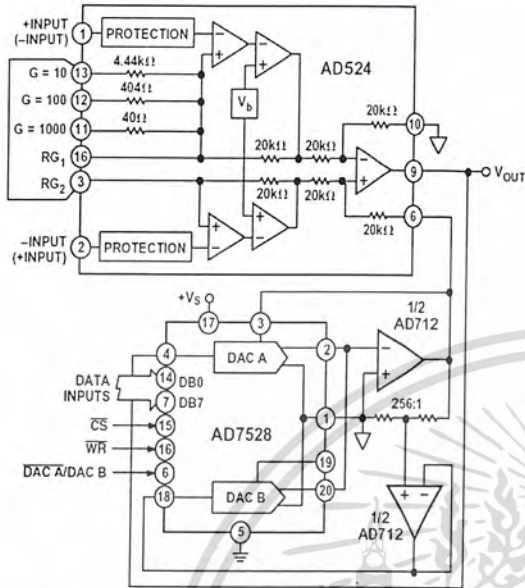 +INPUT
(–INPUT)
1
PROTECTION
AD524
G = 10
13
4.44kΩ
G = 100
12
404Ω
Vb
G = 1000
11
40Ω
20kΩ
10
RG1
16
20kΩ
20kΩ
RG2
3
20kΩ
20kΩ
9
VOUT
6
20kΩ
–INPUT
(+INPUT)
2
PROTECTION
+VS
17
3
1/2
AD712
4
DAC A
2
DATA
INPUTS
14
DB0
7
DB7
1
256:1
CS
15
AD7528
WR
16
19
DAC A/DAC B
6
20
18
DAC B
5
1/2
AD712